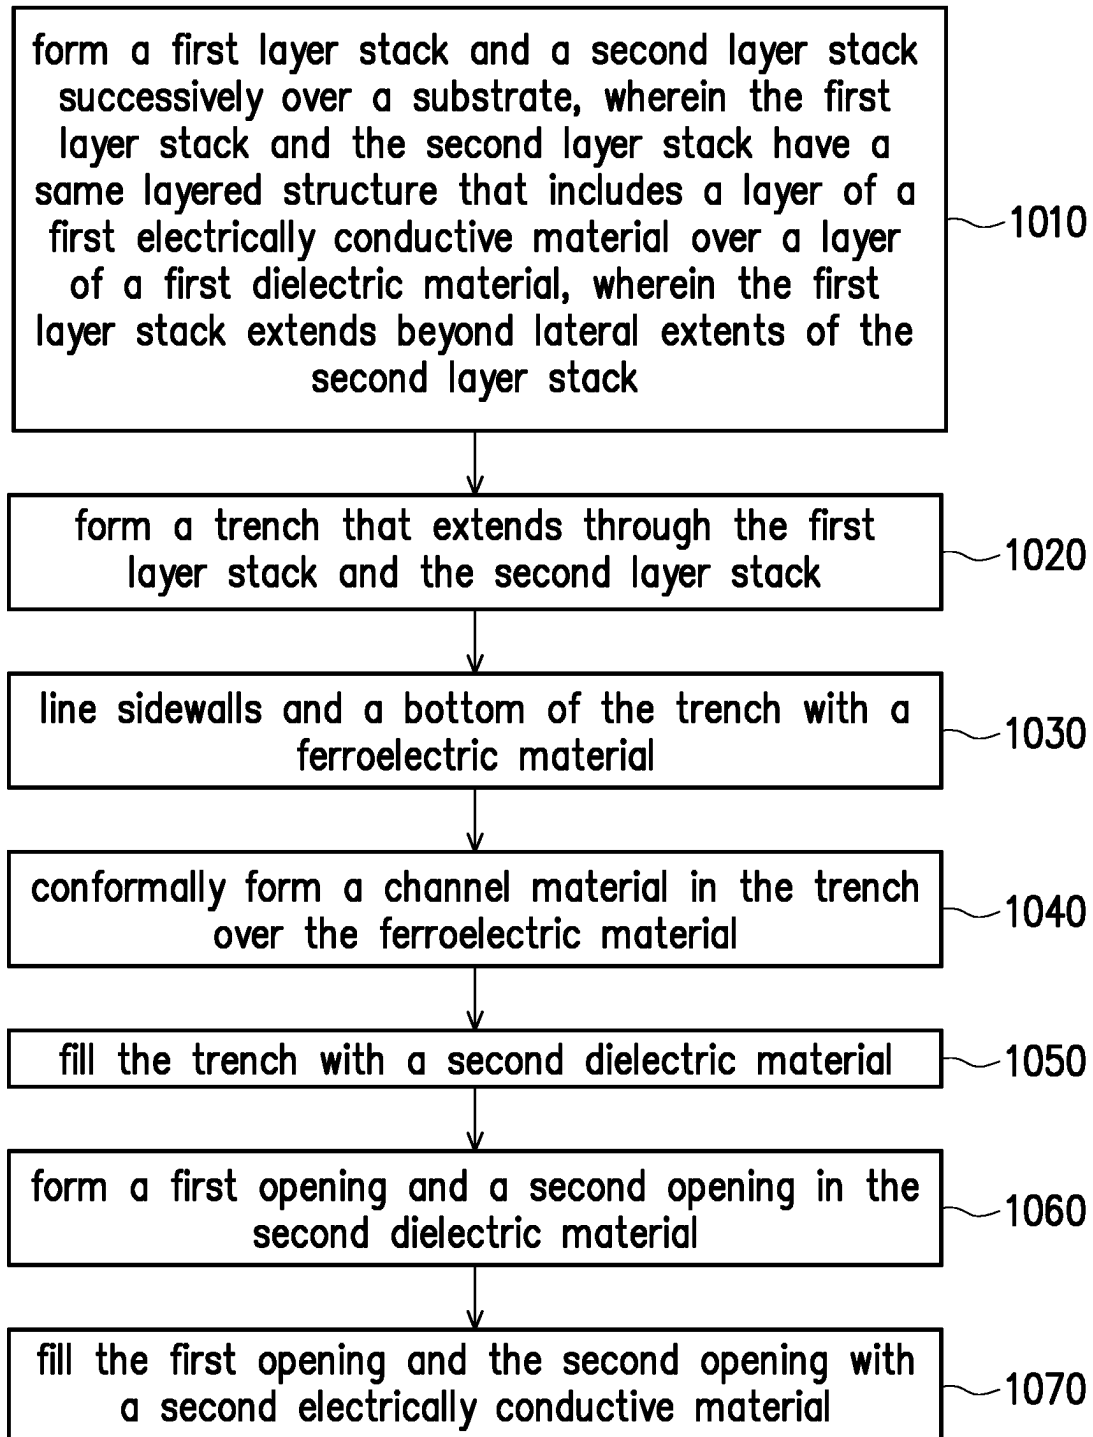 form a first layer stack and a second layer stack
successively over a substrate, wherein the first
layer stack and the second layer stack have a
same layered structure that includes a layer of a
first electrically conductive material over a layer
of a first dielectric material, wherein the first
layer stack extends beyond lateral extents of the
second layer stack
1010
form a trench that extends through the first
layer stack and the second layer stack
1020
line sidewalls and a bottom of the trench with a
ferroelectric material
1030
conformally form a channel material in the trench
over the ferroelectric material
1040
fill the trench with a second dielectric material
1050
form a first opening and a second opening in the
second dielectric material
1060
fill the first opening and the second opening with
a second electrically conductive material
1070